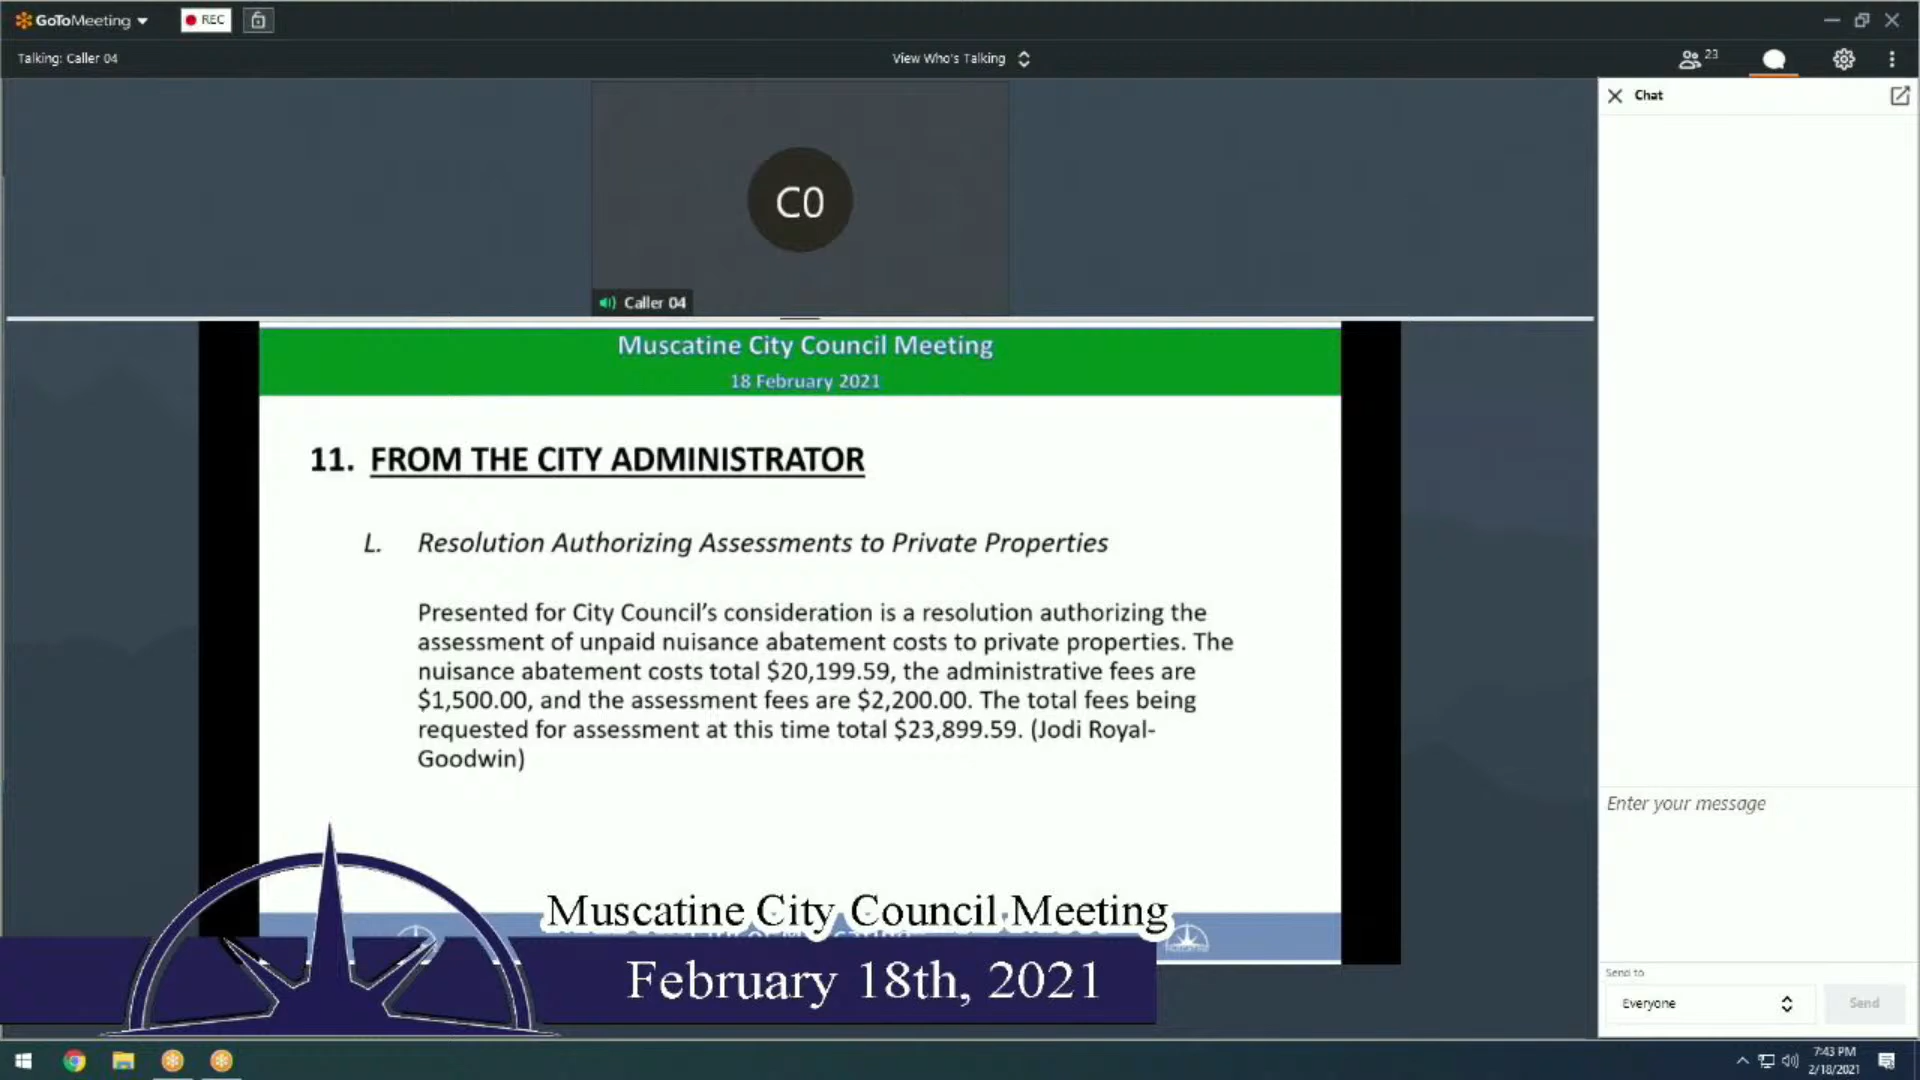 GoToMeeting
REC
Talking: Caller 04
View Who's Talking
23
Chat
C0
Caller 04
Muscatine City Council Meeting
18 February 2021
11. FROM THE CITY ADMINISTRATOR
L. Resolution Authorizing Assessments to Private Properties
Presented for City Council's consideration is a resolution authorizing the
assessment of unpaid nuisance abatement costs to private properties. The
nuisance abatement costs total $20,199.59, the administrative fees are
$1,500.00, and the assessment fees are $2,200.00. The total fees being
requested for assessment at this time total $23,899.59. (Jodi Royal-
Goodwin)
Enter your message
Muscatine City Council Meeting
February 18th, 2021
Send to
Everyone
Send
7:43 PM
2/18/2021